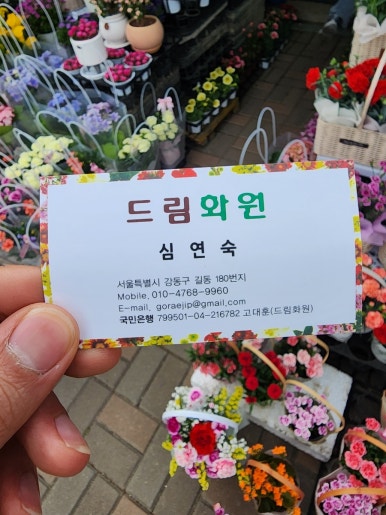 드림화원
심연숙
서울특별시 강동구 길동 180번지
Mobile. 010-4768-9960
E-mail. goraejip@gmail.com
국민은행 799501-04-216782 고대훈(드림화원)